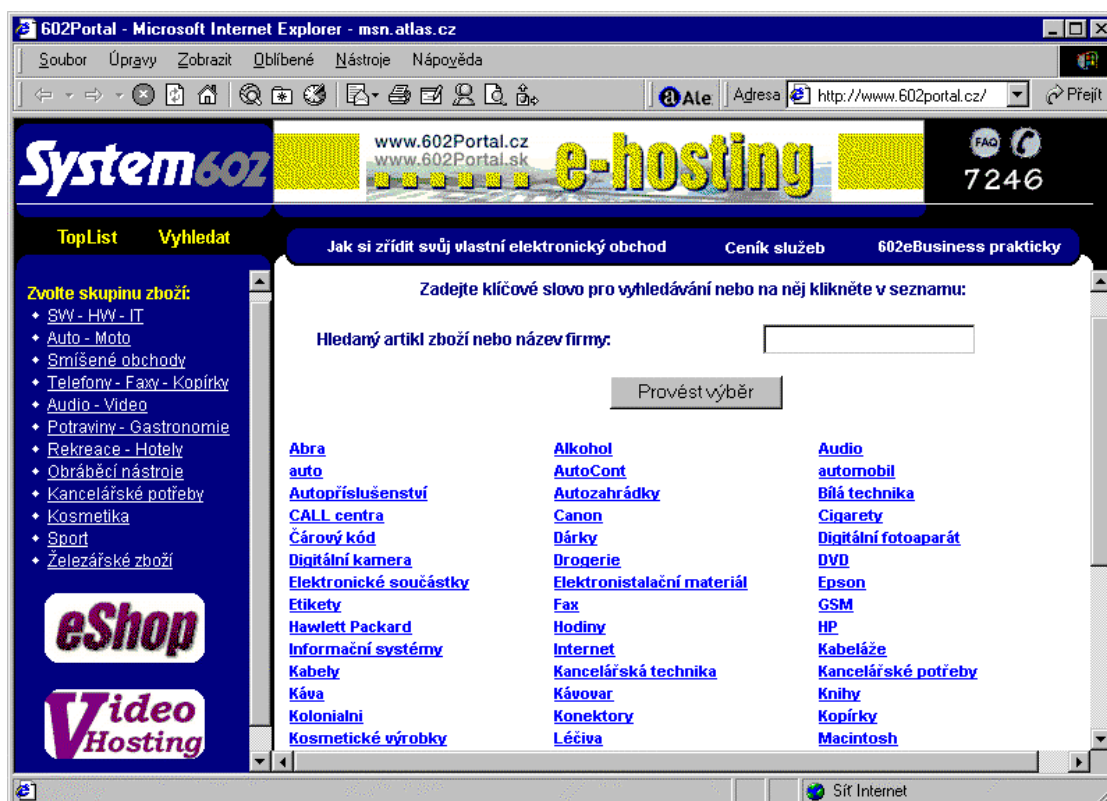 602Portal - Microsoft Internet Explorer - msn.atlas.cz
Soubor Úpravy Zobrazit Oblíbené Nástroje Nápověda
Ale Adresa http://www.602portal.cz/ Přejít
System602
www.602Portal.cz
www.602Portal.sk
e-hosting
FAQ
7246
TopList Vyhledat
Jak si zřídit svůj vlastní elektronický obchod Ceník služeb 602eBusiness prakticky
Zvolte skupinu zboží:
SW - HW - IT
Auto - Moto
Smíšené obchody
Telefony - Faxy - Kopírky
Audio - Video
Potraviny - Gastronomie
Rekreace - Hotely
Obráběcí nástroje
Kancelářské potřeby
Kosmetika
Sport
Železářské zboží
eShop
Video
Hosting
Zadejte klíčové slovo pro vyhledávání nebo na něj klikněte v seznamu:
Hledaný artikl zboží nebo název firmy:
Provést výběr
Abra Alkohol Audio
auto AutoCont automobil
Autopříslušenství Autozahrádky Bílá technika
CALL centra Canon Cigarety
Čárový kód Dárky Digitální fotoaparát
Digitální kamera Drogerie DVD
Elektronické součástky Elektronistalační materiál Epson
Etikety Fax GSM
Hawlett Packard Hodiny HP
Informační systémy Internet Kabeláže
Kabely Kancelářská technika Kancelářské potřeby
Káva Kávovar Knihy
Kolonialni Konektory Kopírky
Kosmetické výrobky Léčiva Macintosh
Síť Internet